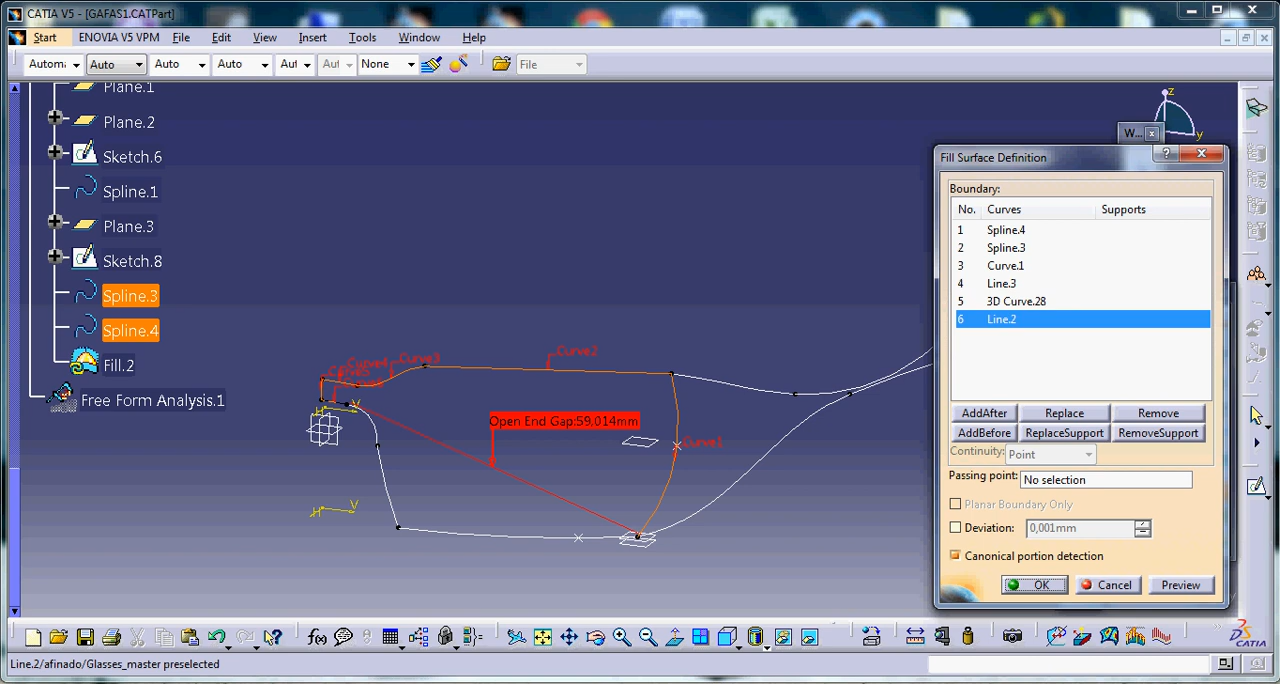 CATIA V5 - [GAFAS1.CATPart]
Start ENOVIA V5 VPM File Edit View Insert Tools Window Help
Automa Auto Auto Auto Aut Aut None File
Plane.1
Plane.2
Sketch.6
Spline.1
Plane.3
Sketch.8
Spline.3
Spline.4
Fill.2
Free Form Analysis.1
Curve3
Curve2
Curve1
Open End Gap:59,014mm
H V
H V
z
y
W...
Fill Surface Definition
Boundary:
No. Curves Supports
1 Spline.4
2 Spline.3
3 Curve.1
4 Line.3
5 3D Curve.28
6 Line.2
AddAfter Replace Remove
AddBefore ReplaceSupport RemoveSupport
Continuity: Point
Passing point: No selection
Planar Boundary Only
Deviation: 0,001mm
Canonical portion detection
OK Cancel Preview
f(x)
CATIA
Line.2/afinado/Glasses_master preselected